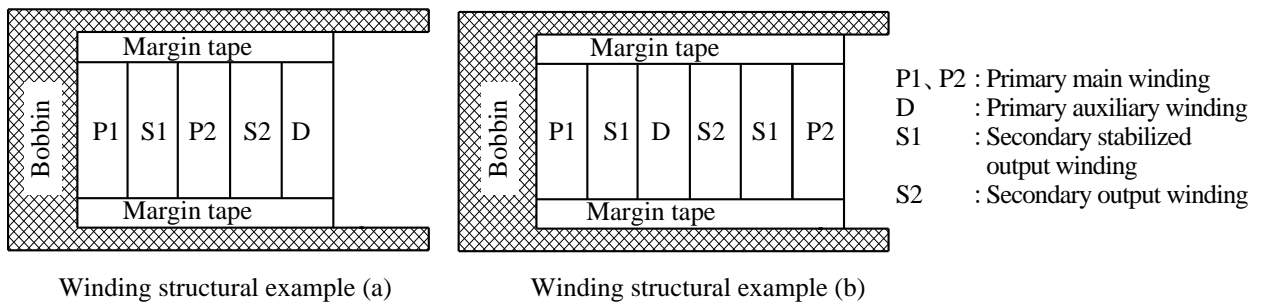 Margin tape
Bobbin
P1 S1 P2 S2 D
Margin tape
Winding structural example (a)
Margin tape
Bobbin
P1 S1 D S2 S1 P2
Margin tape
Winding structural example (b)
P1、P2 : Primary main winding
D : Primary auxiliary winding
S1 : Secondary stabilized
output winding
S2 : Secondary output winding